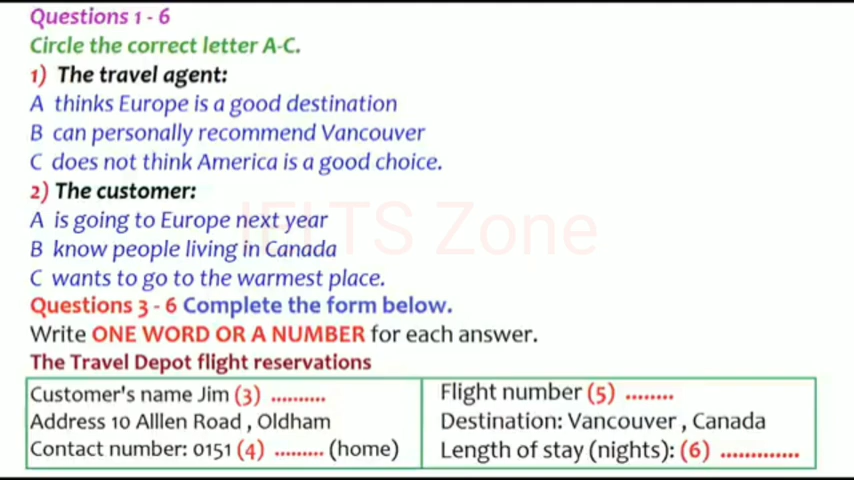 Questions 1 - 6
Circle the correct letter A-C.
1) The travel agent:
A thinks Europe is a good destination
B can personally recommend Vancouver
C does not think America is a good choice.
2) The customer:
A is going to Europe next year
B know people living in Canada
C wants to go to the warmest place.
IELTS Zone
Questions 3 - 6 Complete the form below.
Write ONE WORD OR A NUMBER for each answer.
The Travel Depot flight reservations
Customer's name Jim (3) ..........
Address 10 Alllen Road , Oldham
Contact number: 0151 (4) ......... (home)
Flight number (5) ........
Destination: Vancouver , Canada
Length of stay (nights): (6) .............